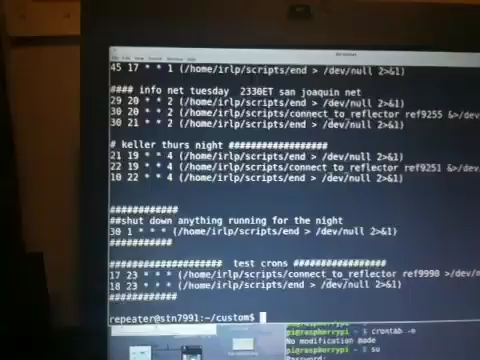 45 17 * * 1 (/home/irlp/scripts/end > /dev/null 2>&1)
#### info net tuesday 2330ET san joaquin net
29 20 * * 2 (/home/irlp/scripts/end > /dev/null 2>&1)
30 20 * * 2 (/home/irlp/scripts/connect_to_reflector ref9255 &>/dev
30 21 * * 2 (/home/irlp/scripts/end > /dev/null 2>&1)
# keller thurs night ##################
21 19 * * 4 (/home/irlp/scripts/end > /dev/null 2>&1)
22 19 * * 4 (/home/irlp/scripts/connect_to_reflector ref9251 &>/dev
10 22 * * 4 (/home/irlp/scripts/end > /dev/null 2>&1)
############
##shut down anything running for the night
30 1 * * * (/home/irlp/scripts/end > /dev/null 2>&1)
###########
#################### test crons #################
17 23 * * * (/home/irlp/scripts/connect_to_reflector ref9990 >/dev/n
18 23 * * * (/home/irlp/scripts/end > /dev/null 2>&1)
############
repeater@stn7991:~/custom$
pi@raspberrypi ~ $ crontab -e
No modification made
pi@raspberrypi ~ $ su
Password: